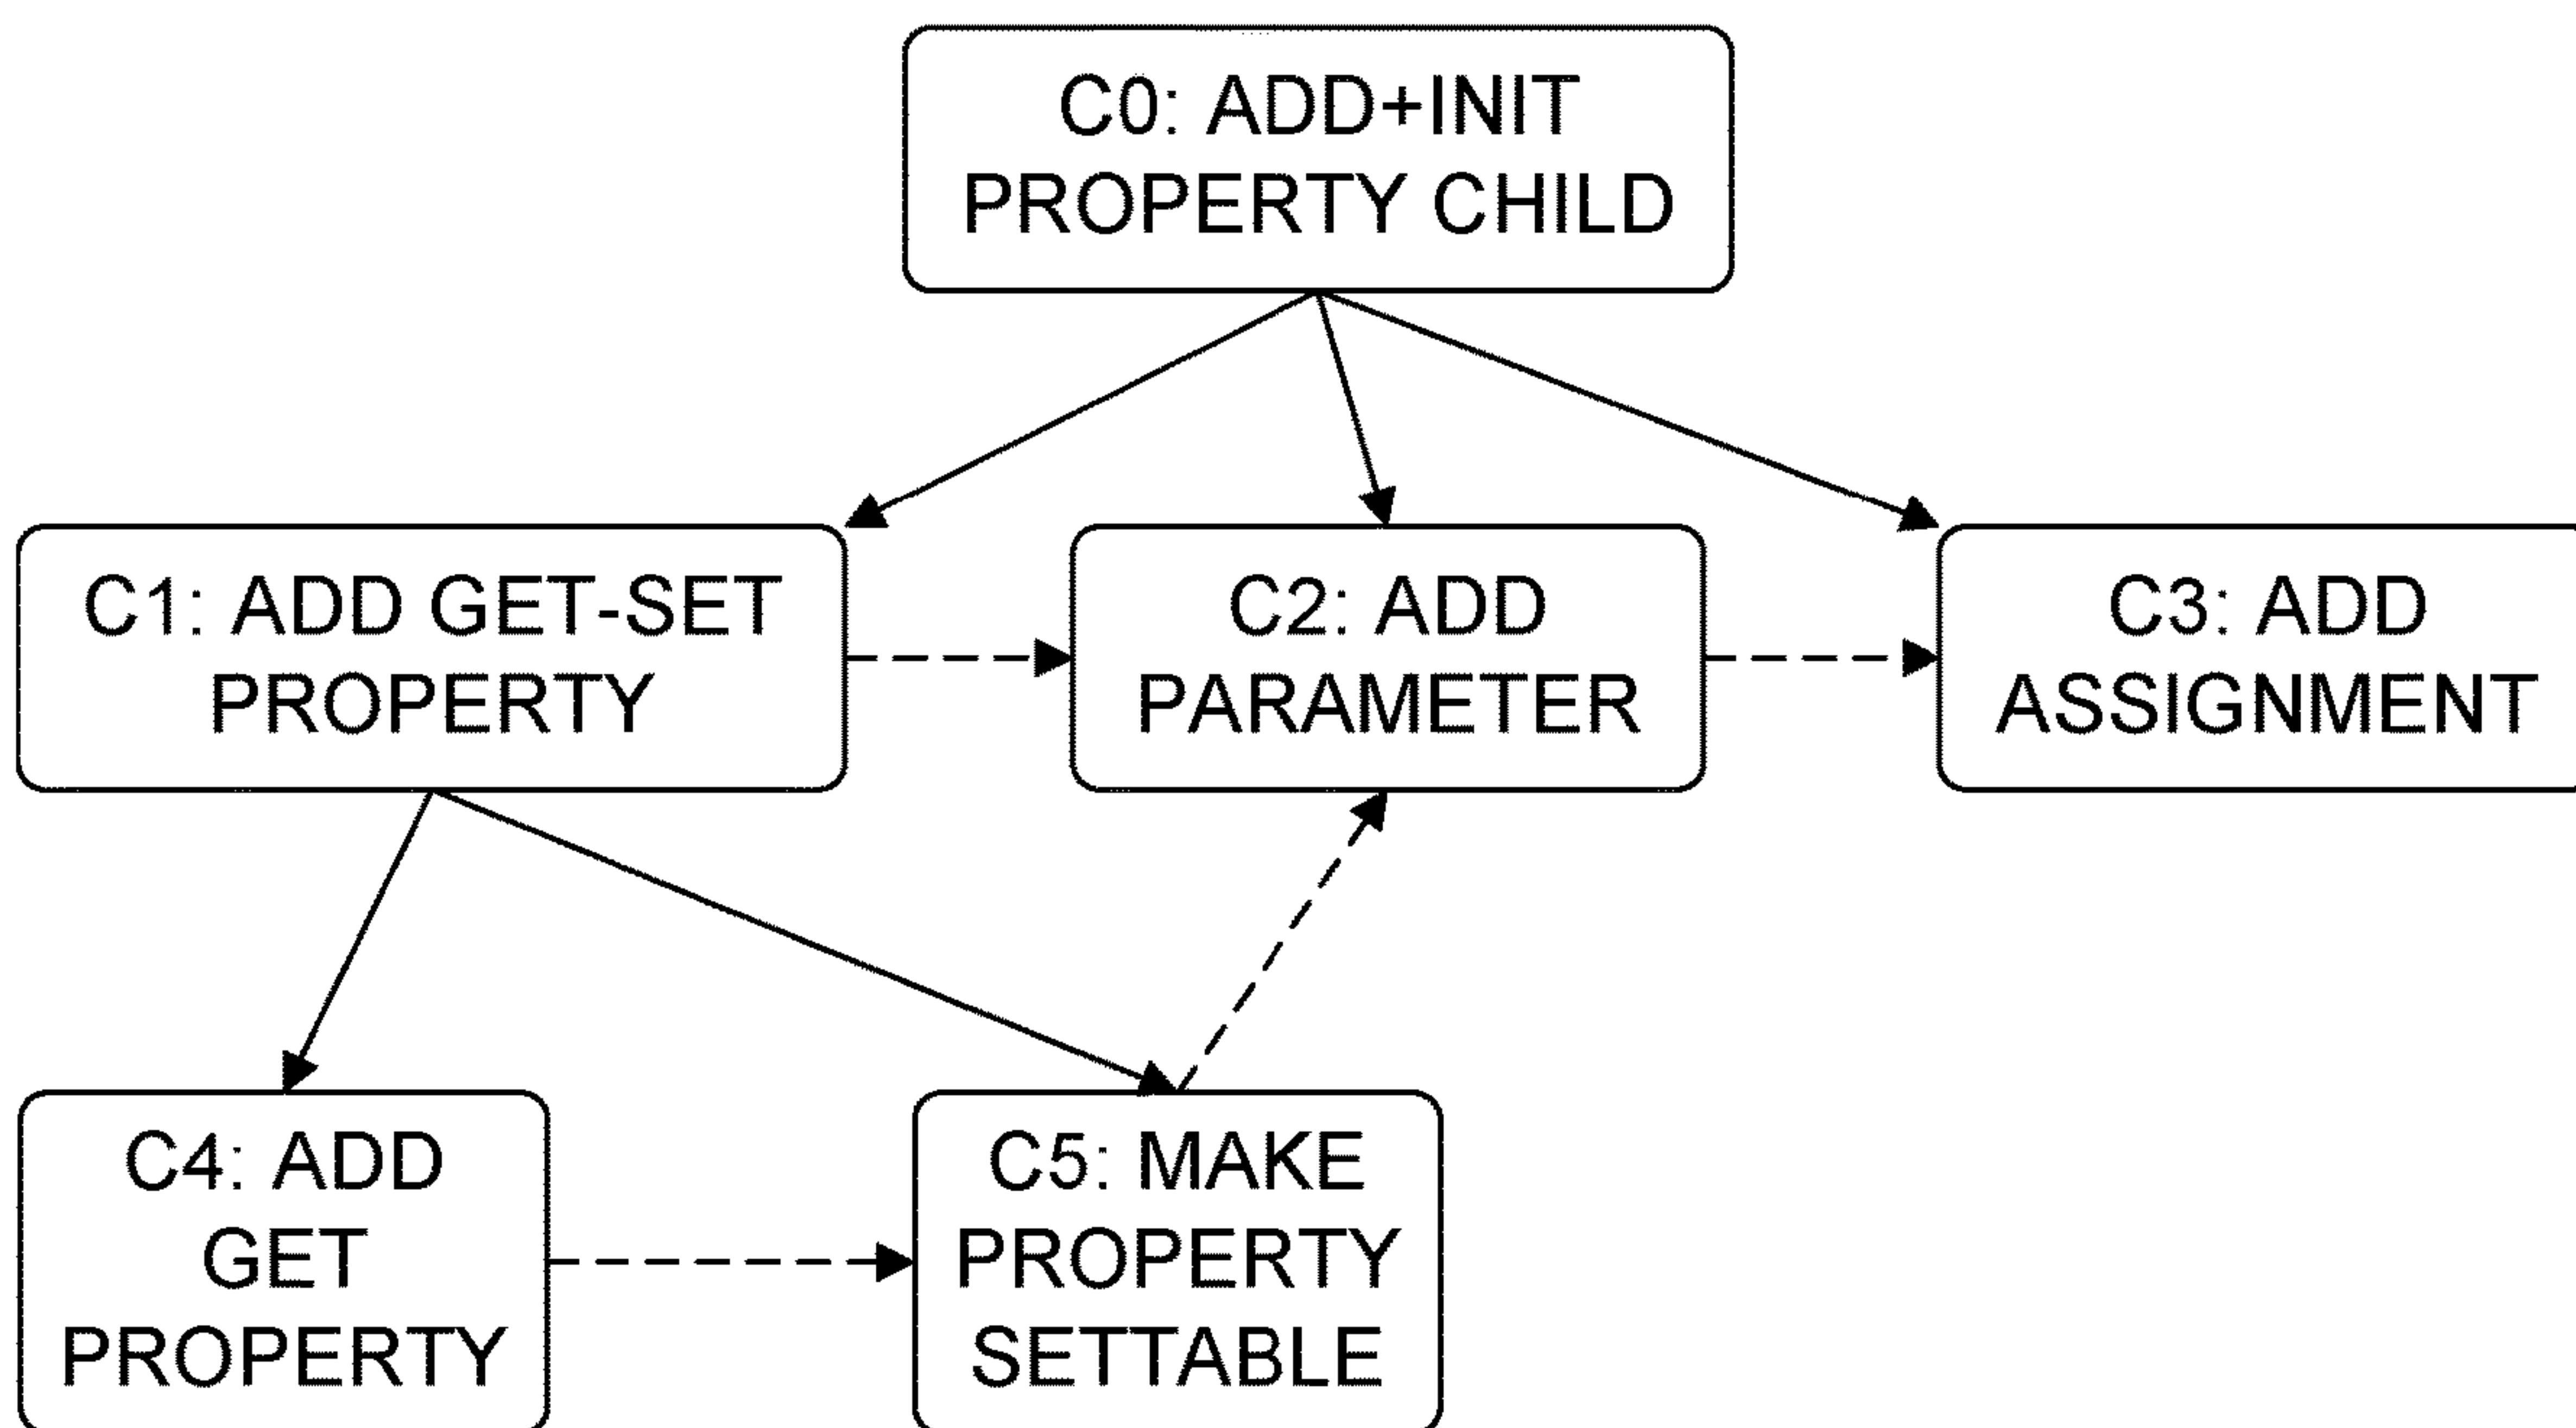 C0: ADD+INIT
PROPERTY CHILD
C1: ADD GET-SET
PROPERTY
C2: ADD
PARAMETER
C3: ADD
ASSIGNMENT
C4: ADD
GET
PROPERTY
C5: MAKE
PROPERTY
SETTABLE